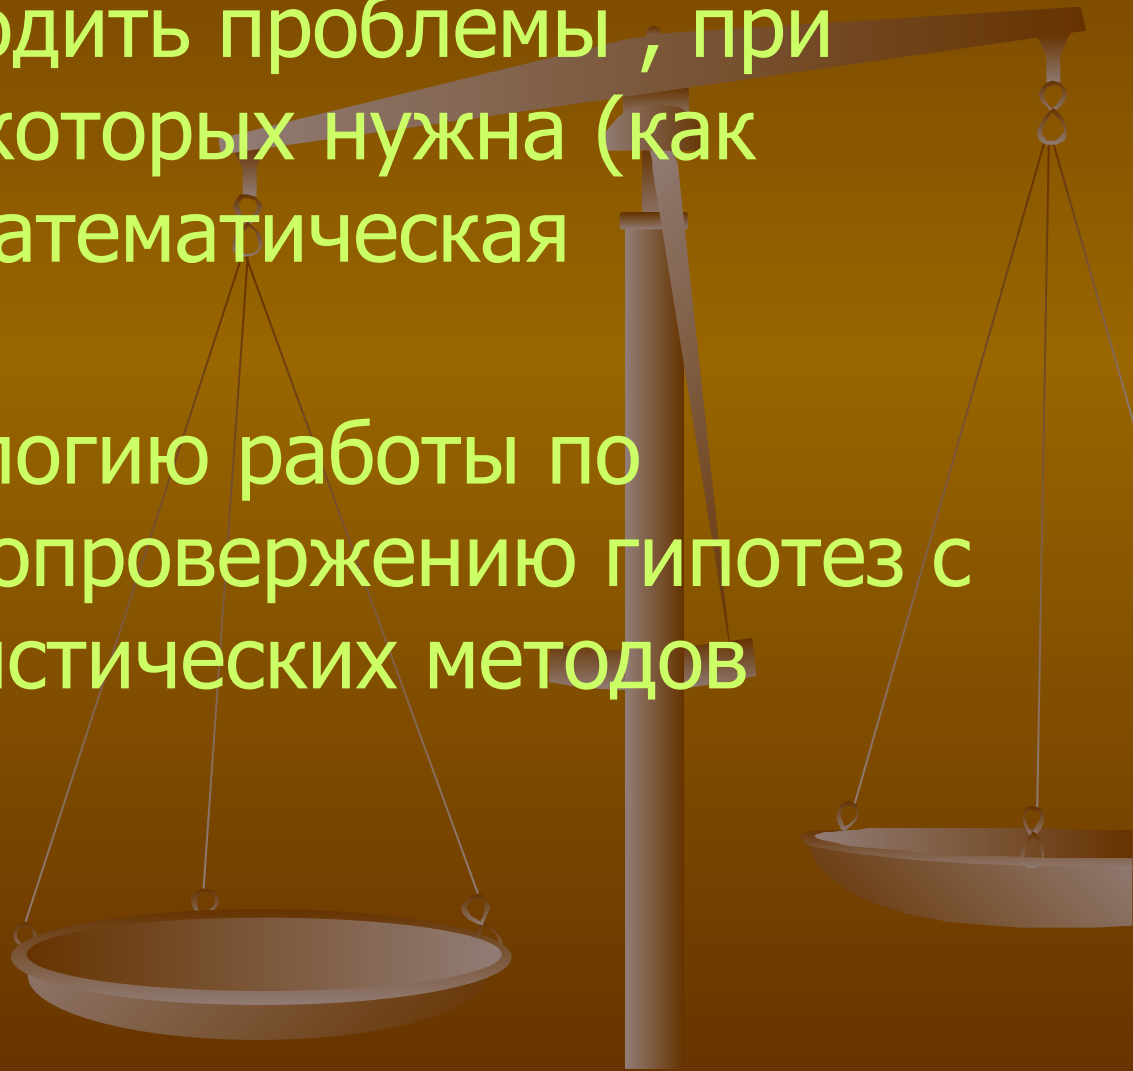 одить проблемы , при
которых нужна (как
атематическая
логию работы по
опровержению гипотез с
истических методов